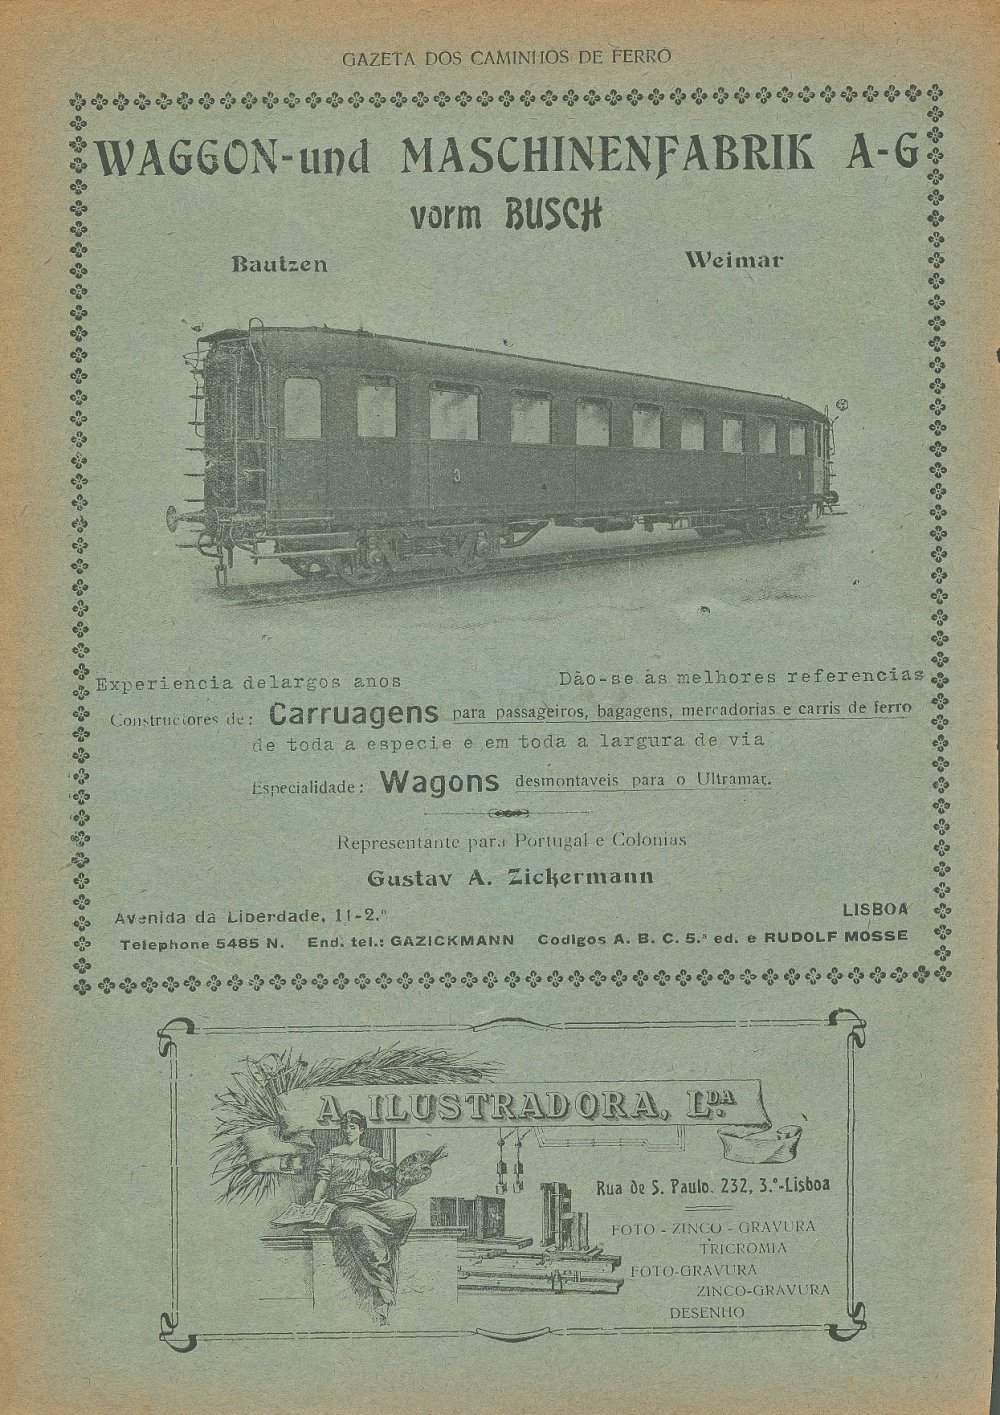 GAZETA DOS CAMINHOS DE FERRO
WAGGON-und MASCHINENFABRIK A-G
vorm BUSCH
Bautzen Weimar
3
Experiencia delargos anos Dão-se às melhores referencias
Constructores de: Carruagens para passageiros, bagagens, mercadorias e carris de ferro
de toda a especie e em toda a largura de via
Especialidade: Wagons desmontaveis para o Ultramar.
Representante para Portugal e Colonias
Gustav A. Zickermann
Avenida da Liberdade, 11-2.º LISBOA
Telephone 5485 N. End. tel.: GAZICKMANN Codigos A. B. C. 5.ª ed. e RUDOLF MOSSE
A ILUSTRADORA, L.DA
Rua de S. Paulo, 232, 3.º-Lisboa
FOTO - ZINCO - GRAVURA
TRICROMIA
FOTO-GRAVURA
ZINCO-GRAVURA
DESENHO